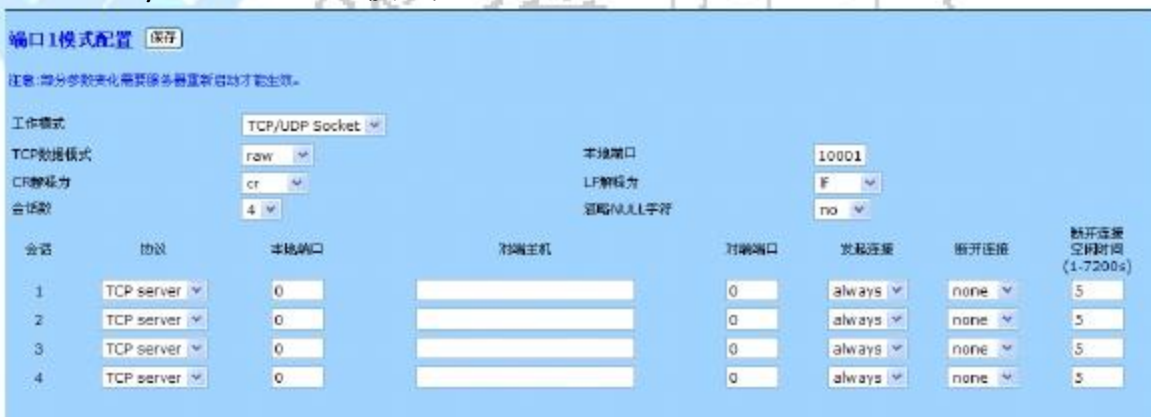 端口1模式配置 保存
注意:部分参数变化需要服务器重新启动才能生效。
工作模式 TCP/UDP Socket
TCP数据模式 raw 本地端口 10001
CR解释为 cr LF解释为 lf
会话数 4 忽略NULL字符 no
会话 协议 本地端口 对端主机 对端端口 发起连接 断开连接 断开连接
空闲时间
(1-7200s)
1 TCP server 0 0 always none 5
2 TCP server 0 0 always none 5
3 TCP server 0 0 always none 5
4 TCP server 0 0 always none 5